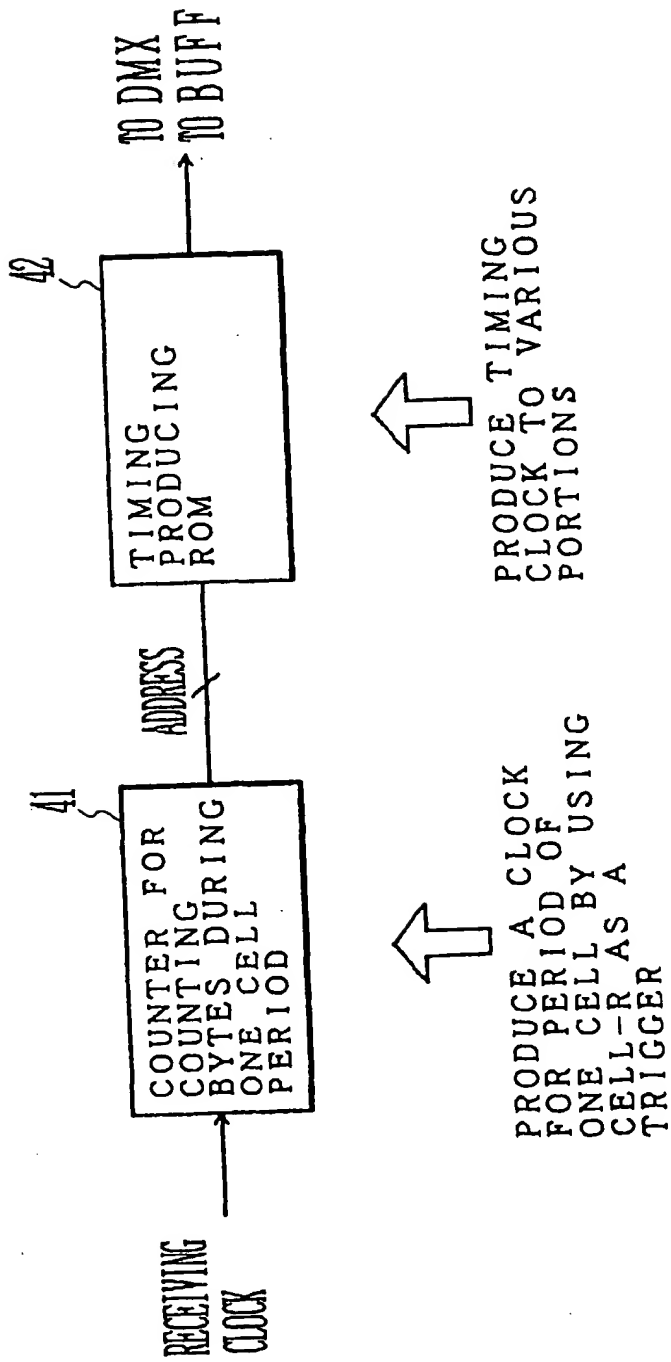 RECEIVING
CLOCK
41
COUNTER FOR
COUNTING
BYTES DURING
ONE CELL
PERIOD
ADDRESS
42
TIMING
PRODUCING
ROM
TO DMX
TO BUFF
PRODUCE A CLOCK
FOR PERIOD OF
ONE CELL BY USING
CELL-R AS A
TRIGGER
PRODUCE TIMING
CLOCK TO VARIOUS
PORTIONS